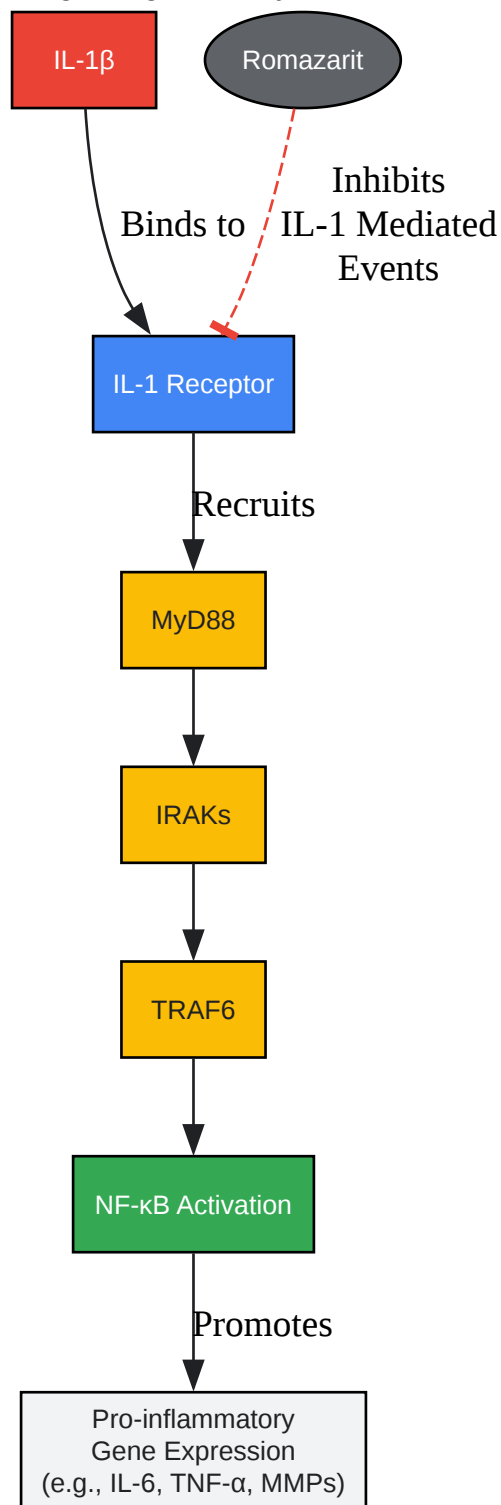 IL-1β
Romazarit
Inhibits
Binds to
IL-1 Mediated
Events
IL-1 Receptor
Recruits
MyD88
IRAKs
TRAF6
NF-κB Activation
Promotes
Pro-inflammatory
Gene Expression
(e.g., IL-6, TNF-α, MMPs)